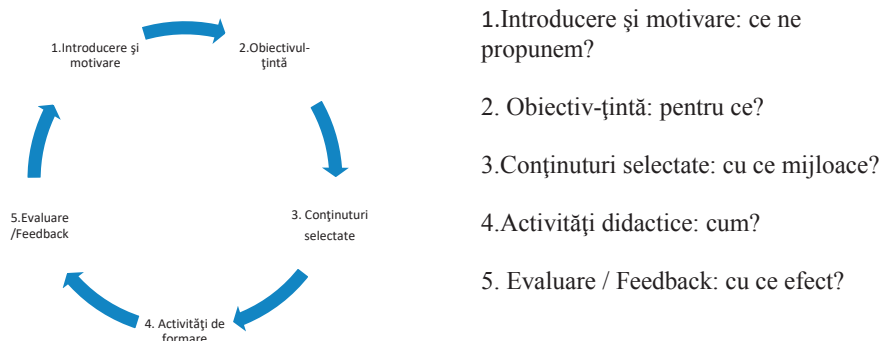 1.Introducere şi
motivare
2.Obiectivul-
ţintă
3. Conţinuturi
selectate
4. Activităţi de
formare
5.Evaluare
/Feedback
1.Introducere şi motivare: ce ne
propunem?
2. Obiectiv-ţintă: pentru ce?
3.Conţinuturi selectate: cu ce mijloace?
4.Activităţi didactice: cum?
5. Evaluare / Feedback: cu ce efect?